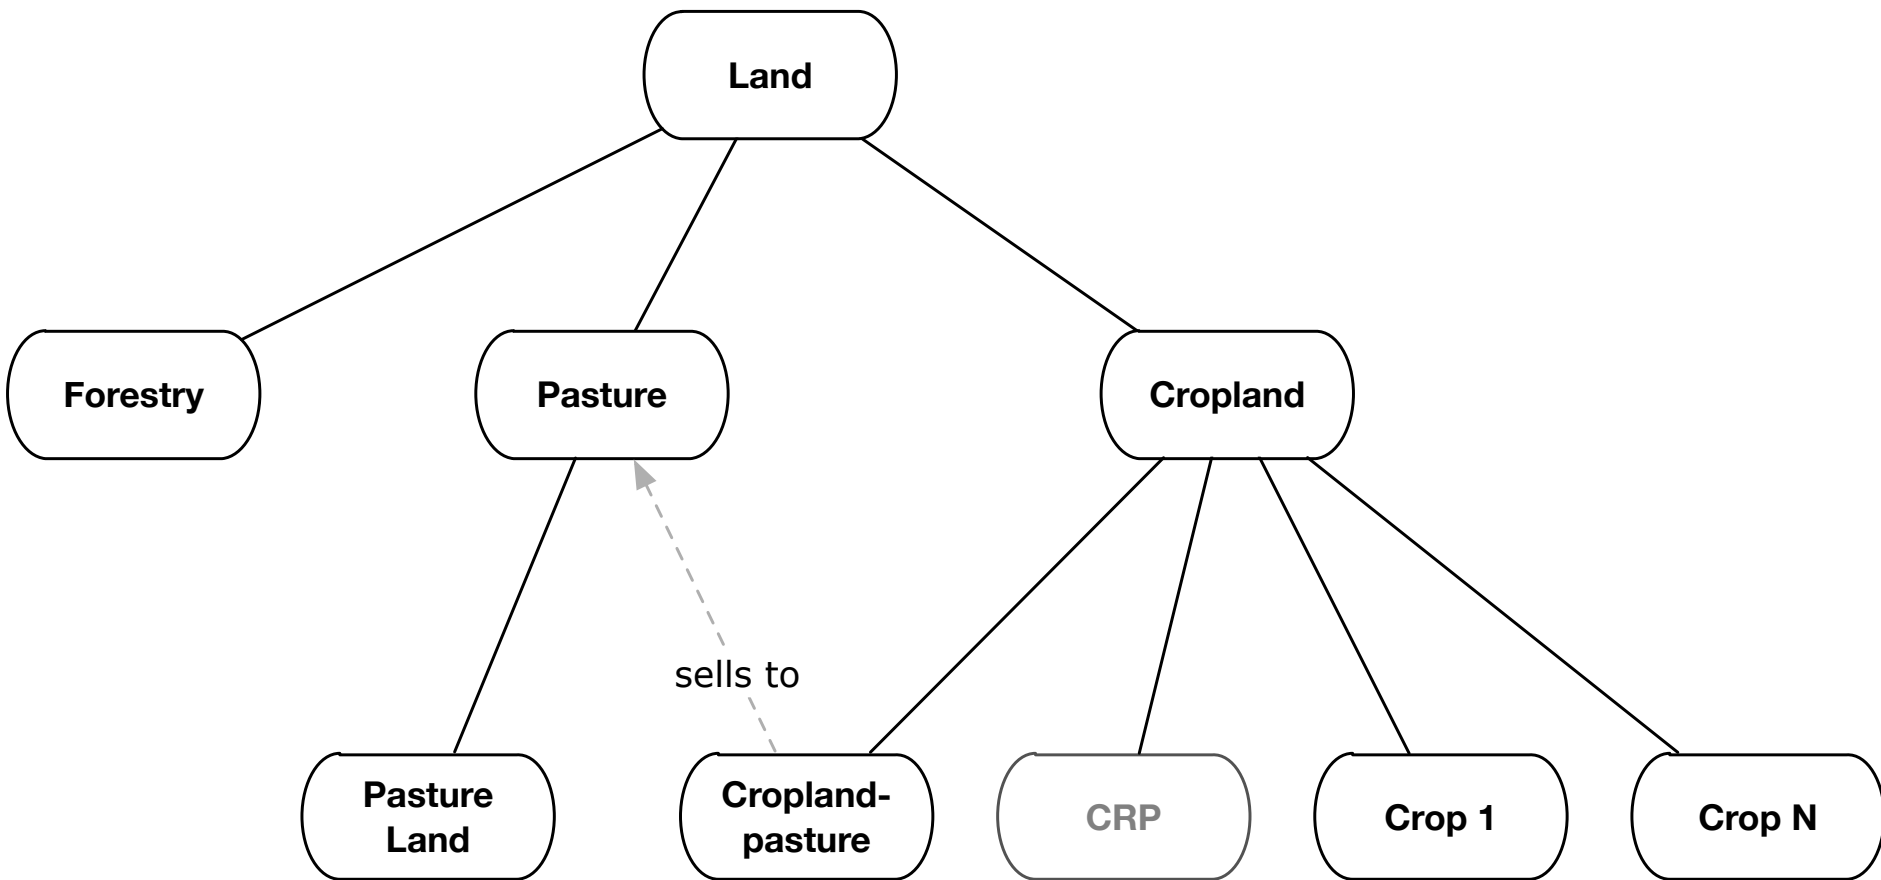 Land
Forestry
Pasture
Cropland
sells to
Pasture
Land
Cropland-
pasture
CRP
Crop 1
Crop N